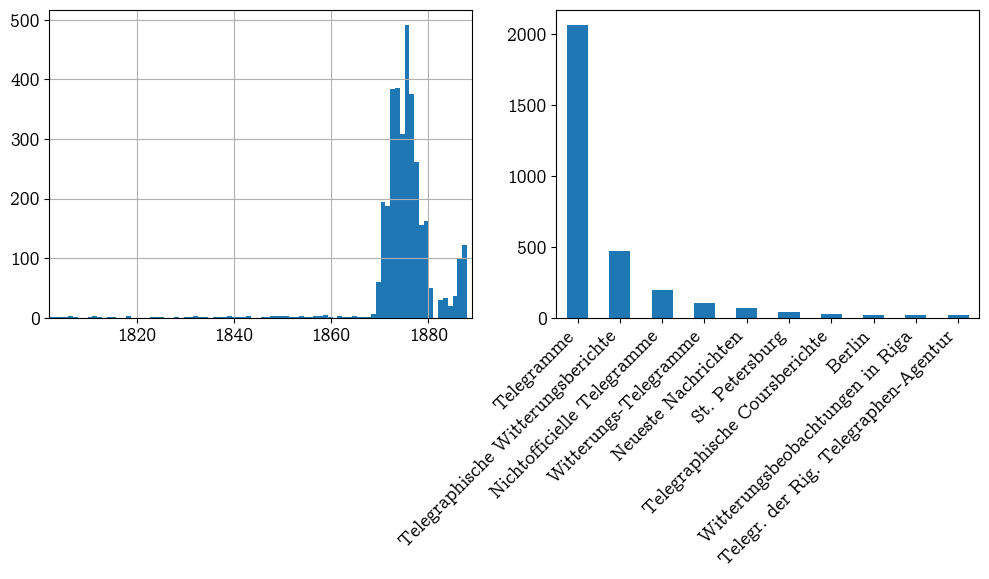 500
400
300
200
100
0
1820
1840
1860
1880
2000
1500
1000
500
0
Telegramme
Telegraphische Witterungsberichte
Nichtofficielle Telegramme
Witterungs-Telegramme
Neueste Nachrichten
St. Petersburg
Telegraphische Coursberichte
Berlin
Witterungsbeobachtungen in Riga
Telegr. der Rig. Telegraphen-Agentur